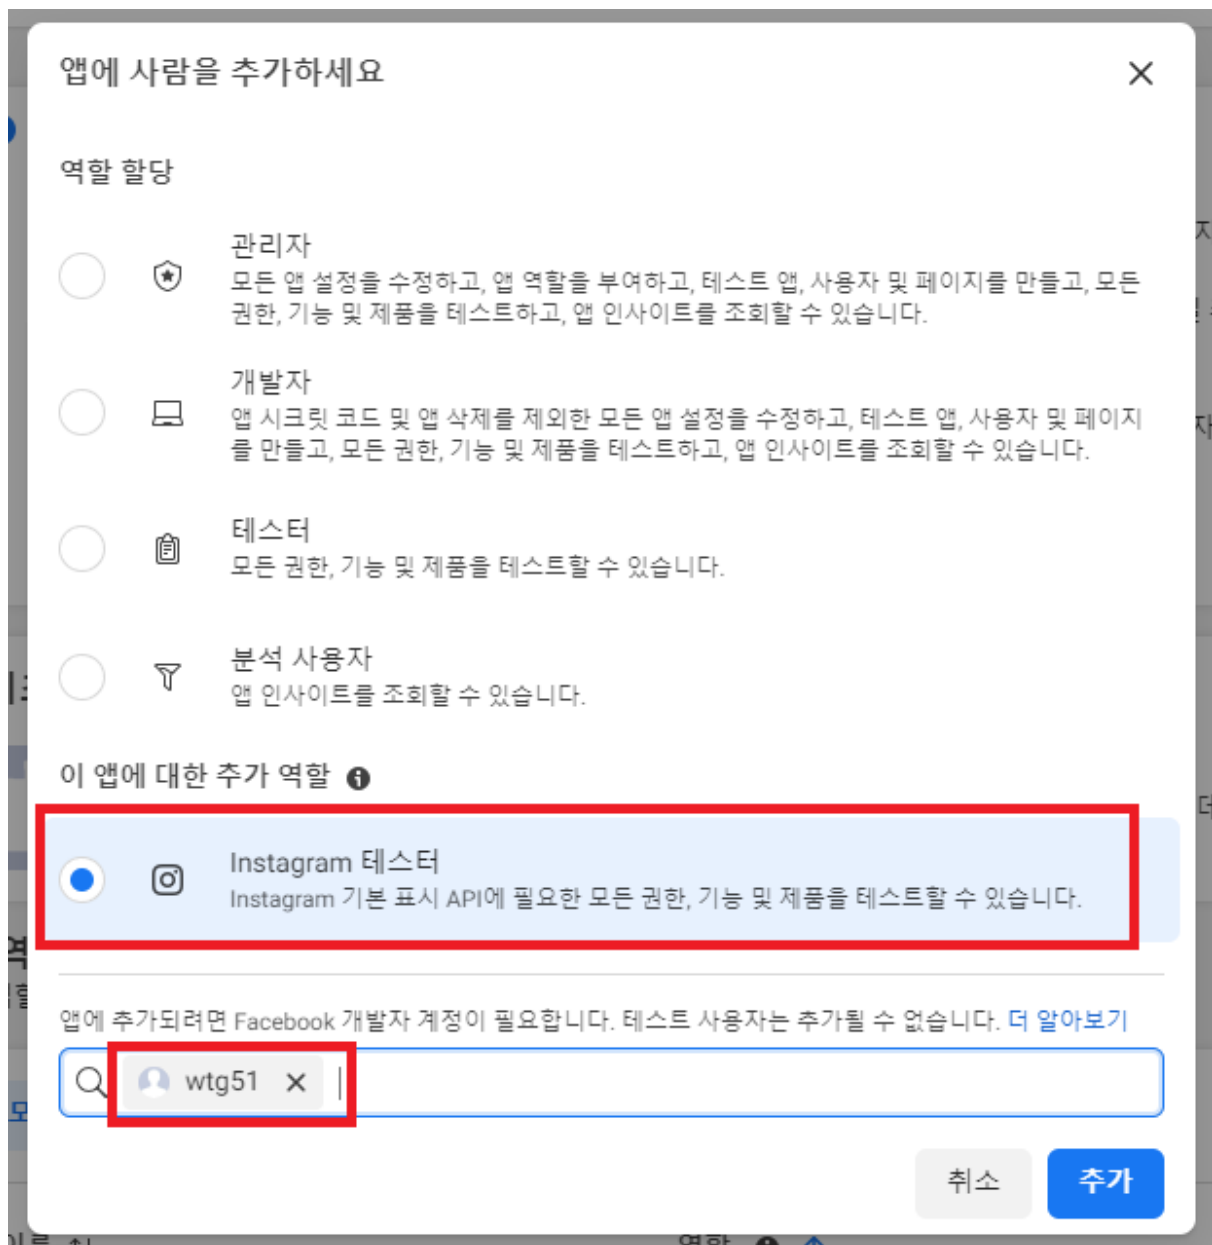 앱에 사람을 추가하세요
역할 할당
관리자
모든 앱 설정을 수정하고, 앱 역할을 부여하고, 테스트 앱, 사용자 및 페이지를 만들고, 모든
권한, 기능 및 제품을 테스트하고, 앱 인사이트를 조회할 수 있습니다.
개발자
앱 시크릿 코드 및 앱 삭제를 제외한 모든 앱 설정을 수정하고, 테스트 앱, 사용자 및 페이지
를 만들고, 모든 권한, 기능 및 제품을 테스트하고, 앱 인사이트를 조회할 수 있습니다.
테스터
모든 권한, 기능 및 제품을 테스트할 수 있습니다.
분석 사용자
앱 인사이트를 조회할 수 있습니다.
이 앱에 대한 추가 역할
Instagram 테스터
Instagram 기본 표시 API에 필요한 모든 권한, 기능 및 제품을 테스트할 수 있습니다.
앱에 추가되려면 Facebook 개발자 계정이 필요합니다. 테스트 사용자는 추가될 수 없습니다. 더 알아보기
wtg51
취소
추가